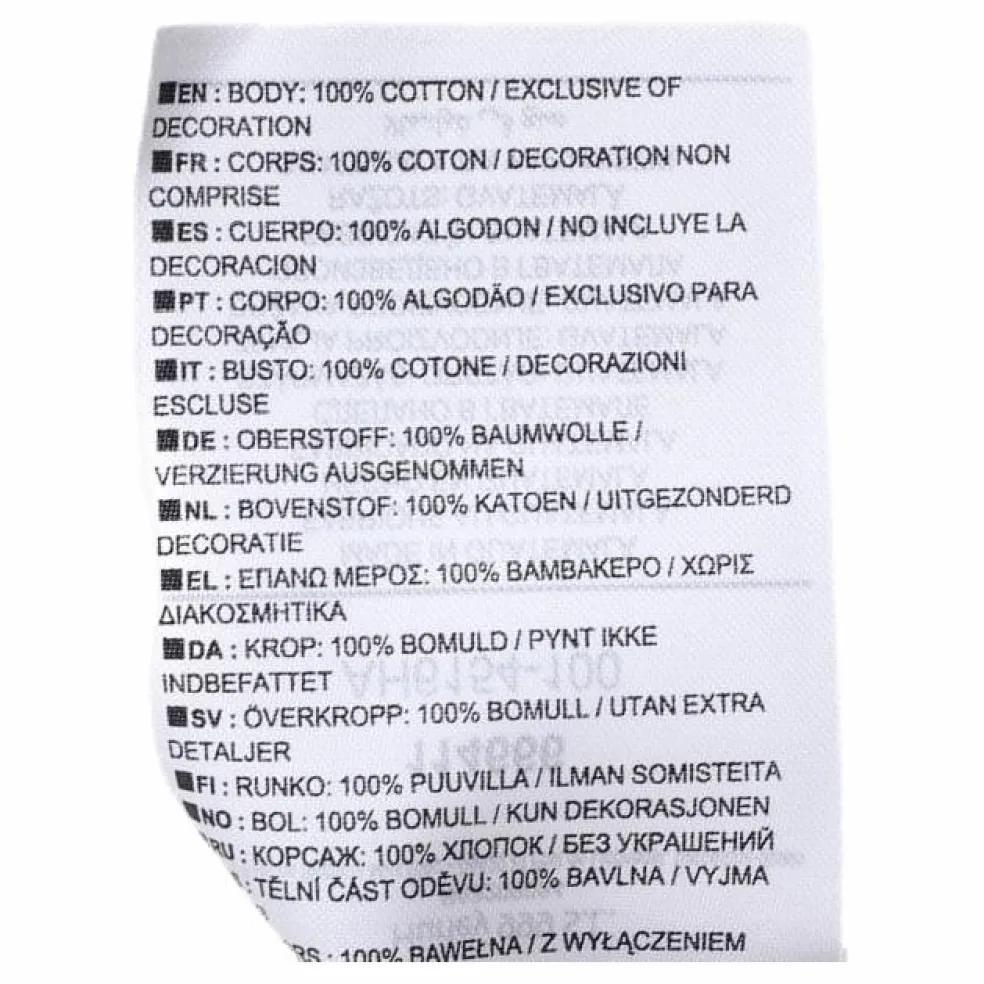 EN : BODY: 100% COTTON / EXCLUSIVE OF
DECORATION
FR : CORPS: 100% COTON / DECORATION NON
COMPRISE
ES : CUERPO: 100% ALGODON / NO INCLUYE LA
DECORACION
PT : CORPO: 100% ALGODÃO / EXCLUSIVO PARA
DECORAÇÃO
IT : BUSTO: 100% COTONE / DECORAZIONI
ESCLUSE
DE : OBERSTOFF: 100% BAUMWOLLE /
VERZIERUNG AUSGENOMMEN
NL : BOVENSTOF: 100% KATOEN / UITGEZONDERD
DECORATIE
EL : ΕΠΑΝΩ ΜΕΡΟΣ: 100% ΒΑΜΒΑΚΕΡΟ / ΧΩΡΙΣ
ΔΙΑΚΟΣΜΗΤΙΚΑ
DA : KROP: 100% BOMULD / PYNT IKKE
INDBEFATTET
SV : ÖVERKROPP: 100% BOMULL / UTAN EXTRA
DETALJER
FI : RUNKO: 100% PUUVILLA / ILMAN SOMISTEITA
NO : BOL: 100% BOMULL / KUN DEKORASJONEN
RU : КОРСАЖ: 100% ХЛОПОК / БЕЗ УКРАШЕНИЙ
: TĚLNÍ ČÁST ODĚVU: 100% BAVLNA / VYJMA
RS : 100% BAWEŁNA / Z WYŁĄCZENIEM